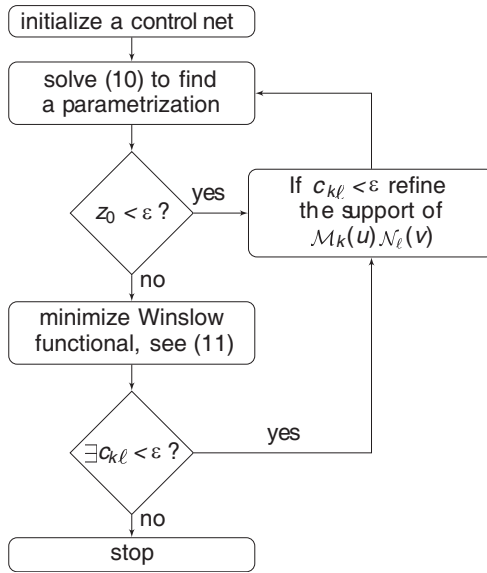 initialize a control net
solve (10) to find
a parametrization
z₀ < ε ?
yes
If cₖℓ < ε refine
the support of
ℳₖ(u) 𝒩ℓ(v)
no
minimize Winslow
functional, see (11)
∃cₖℓ < ε ?
yes
no
stop